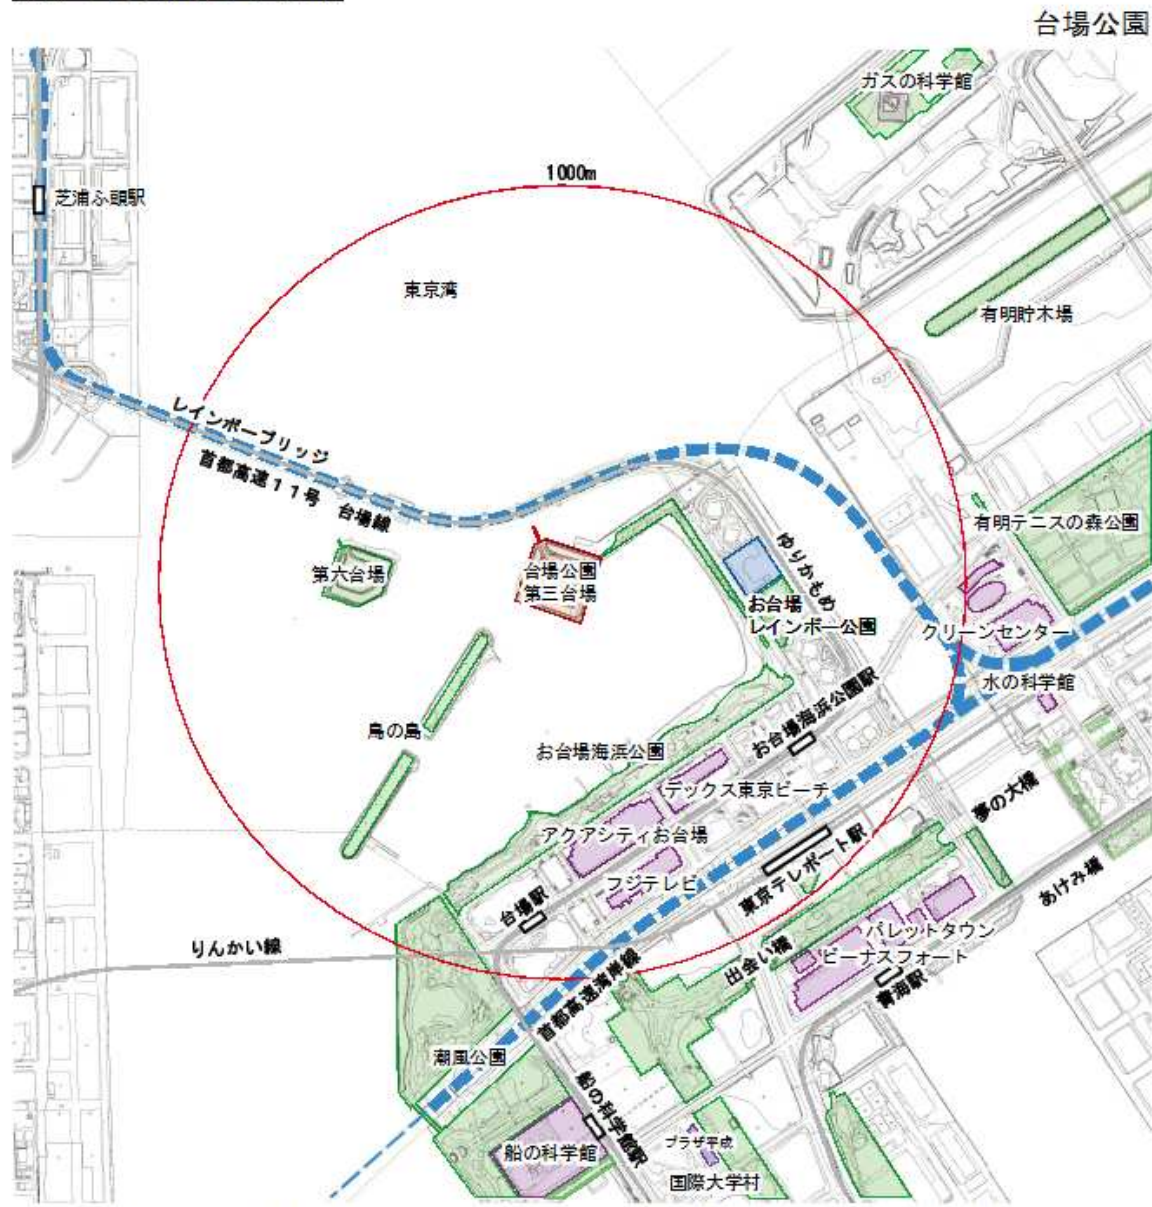 台場公園
ガスの科学館
1000m
芝浦ふ頭駅
東京湾
有明貯木場
レインボーブリッジ
首都高速11号 台場線
有明テニスの森公園
ゆりかもめ
第六台場
台場公園
第三台場
お台場
レインボー公園
クリーンセンター
水の科学館
お台場海浜公園駅
鳥の島
お台場海浜公園
デックス東京ビーチ
夢の大橋
アクアシティお台場
東京テレポート駅
フジテレビ
あけみ橋
台場駅
パレットタウン
りんかい線
ビーナスフォート
出会い橋
青海駅
首都高速湾岸線
潮風公園
船の科学館駅
プラザ平成
船の科学館
国際大学村